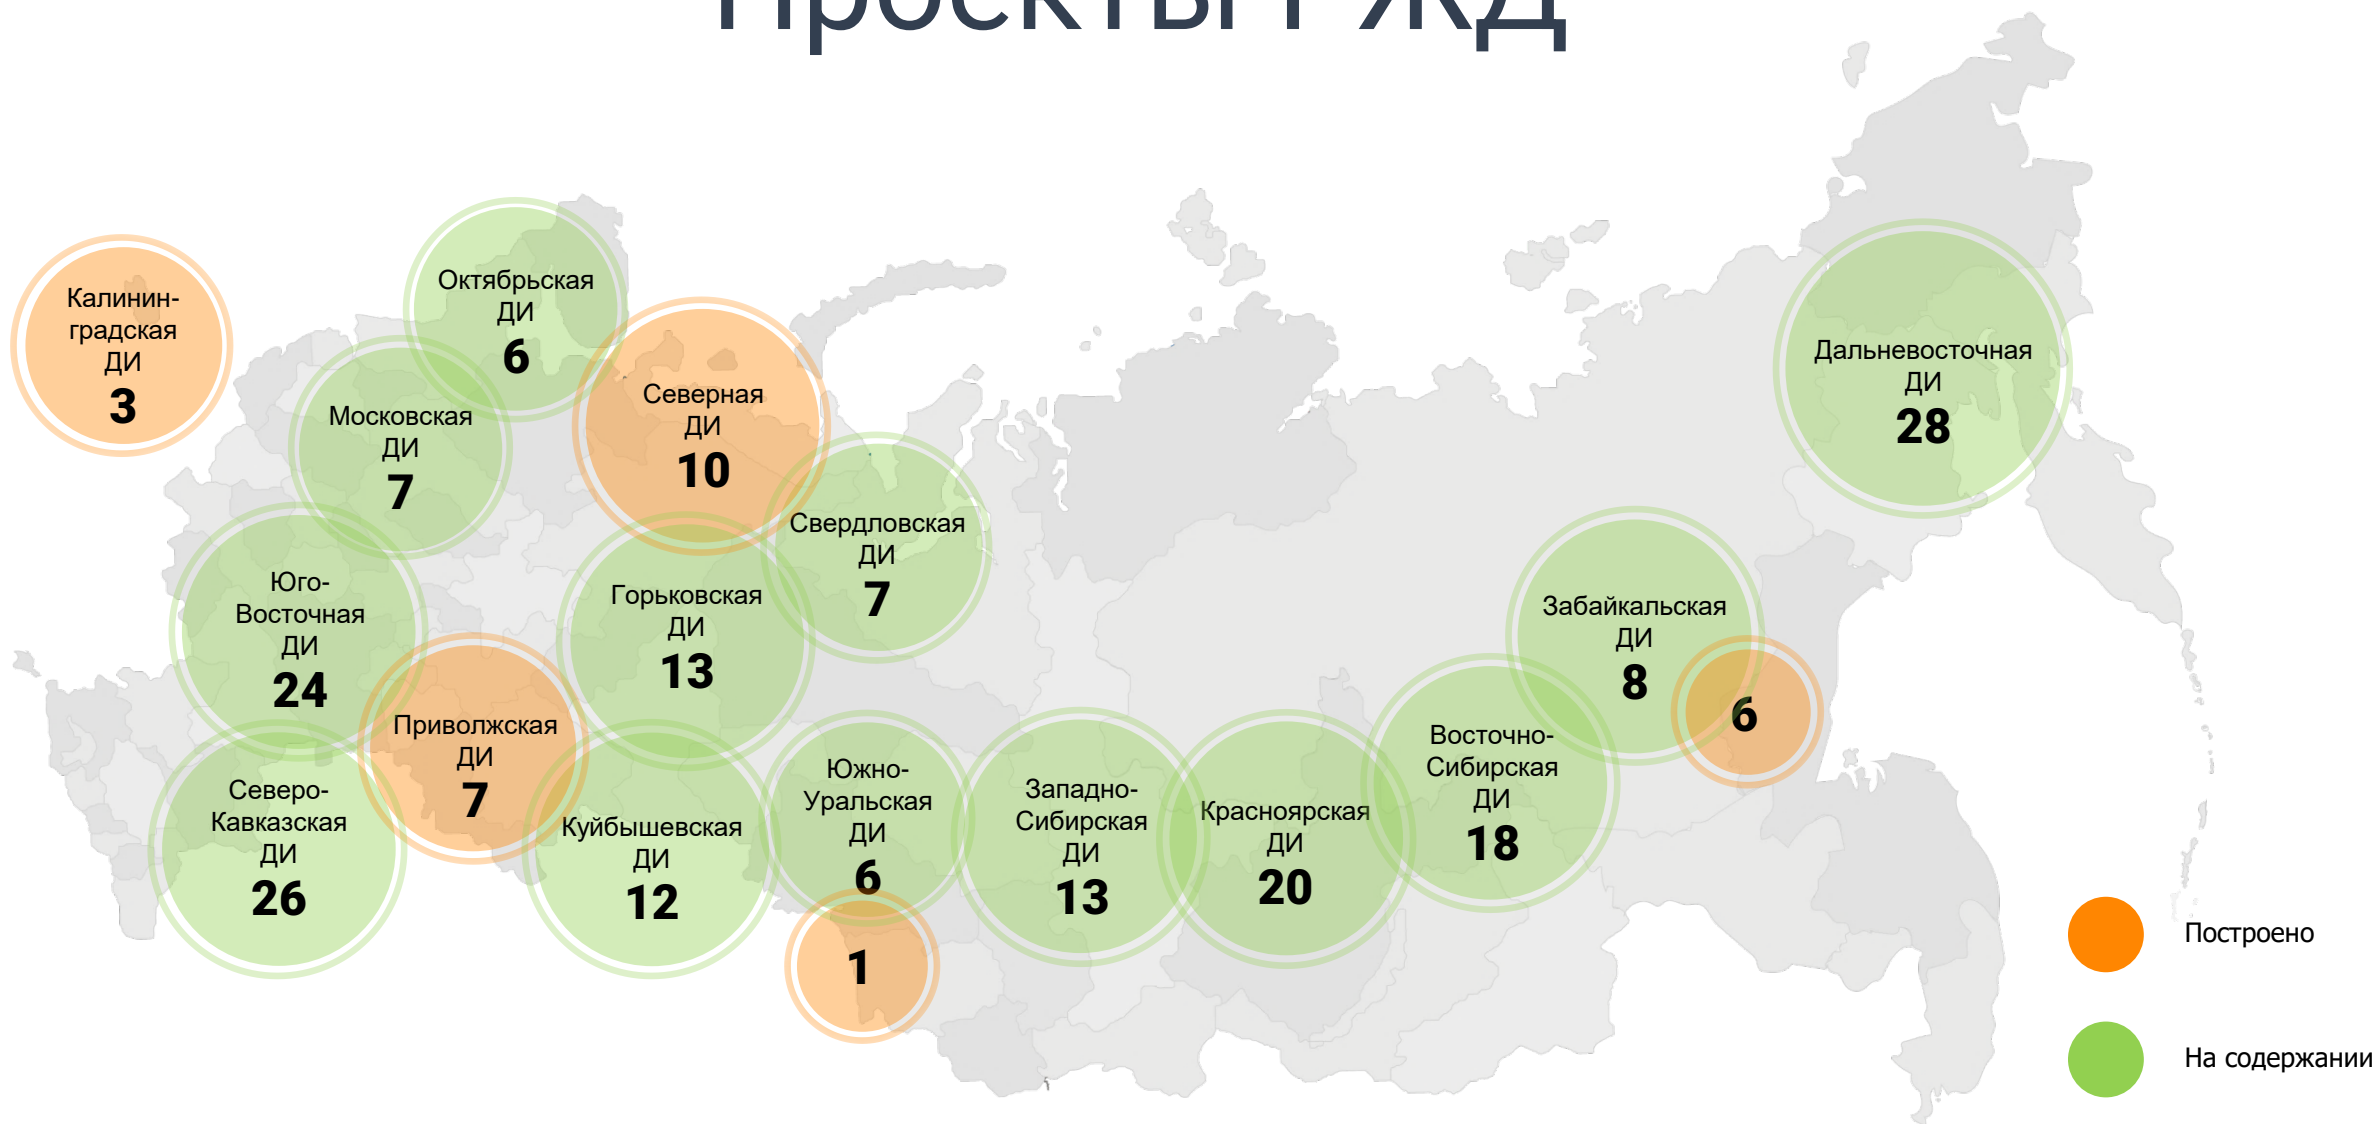 Проекты РЖД
Калинин-
градская
ДИ
3
Октябрьская
ДИ
6
Московская
ДИ
7
Северная
ДИ
10
Свердловская
ДИ
7
Дальневосточная
ДИ
28
Юго-
Восточная
ДИ
24
Горьковская
ДИ
13
Забайкальская
ДИ
8
6
Приволжская
ДИ
7
Северо-
Кавказская
ДИ
26
Куйбышевская
ДИ
12
Южно-
Уральская
ДИ
6
1
Западно-
Сибирская
ДИ
13
Красноярская
ДИ
20
Восточно-
Сибирская
ДИ
18
Построено
На содержании